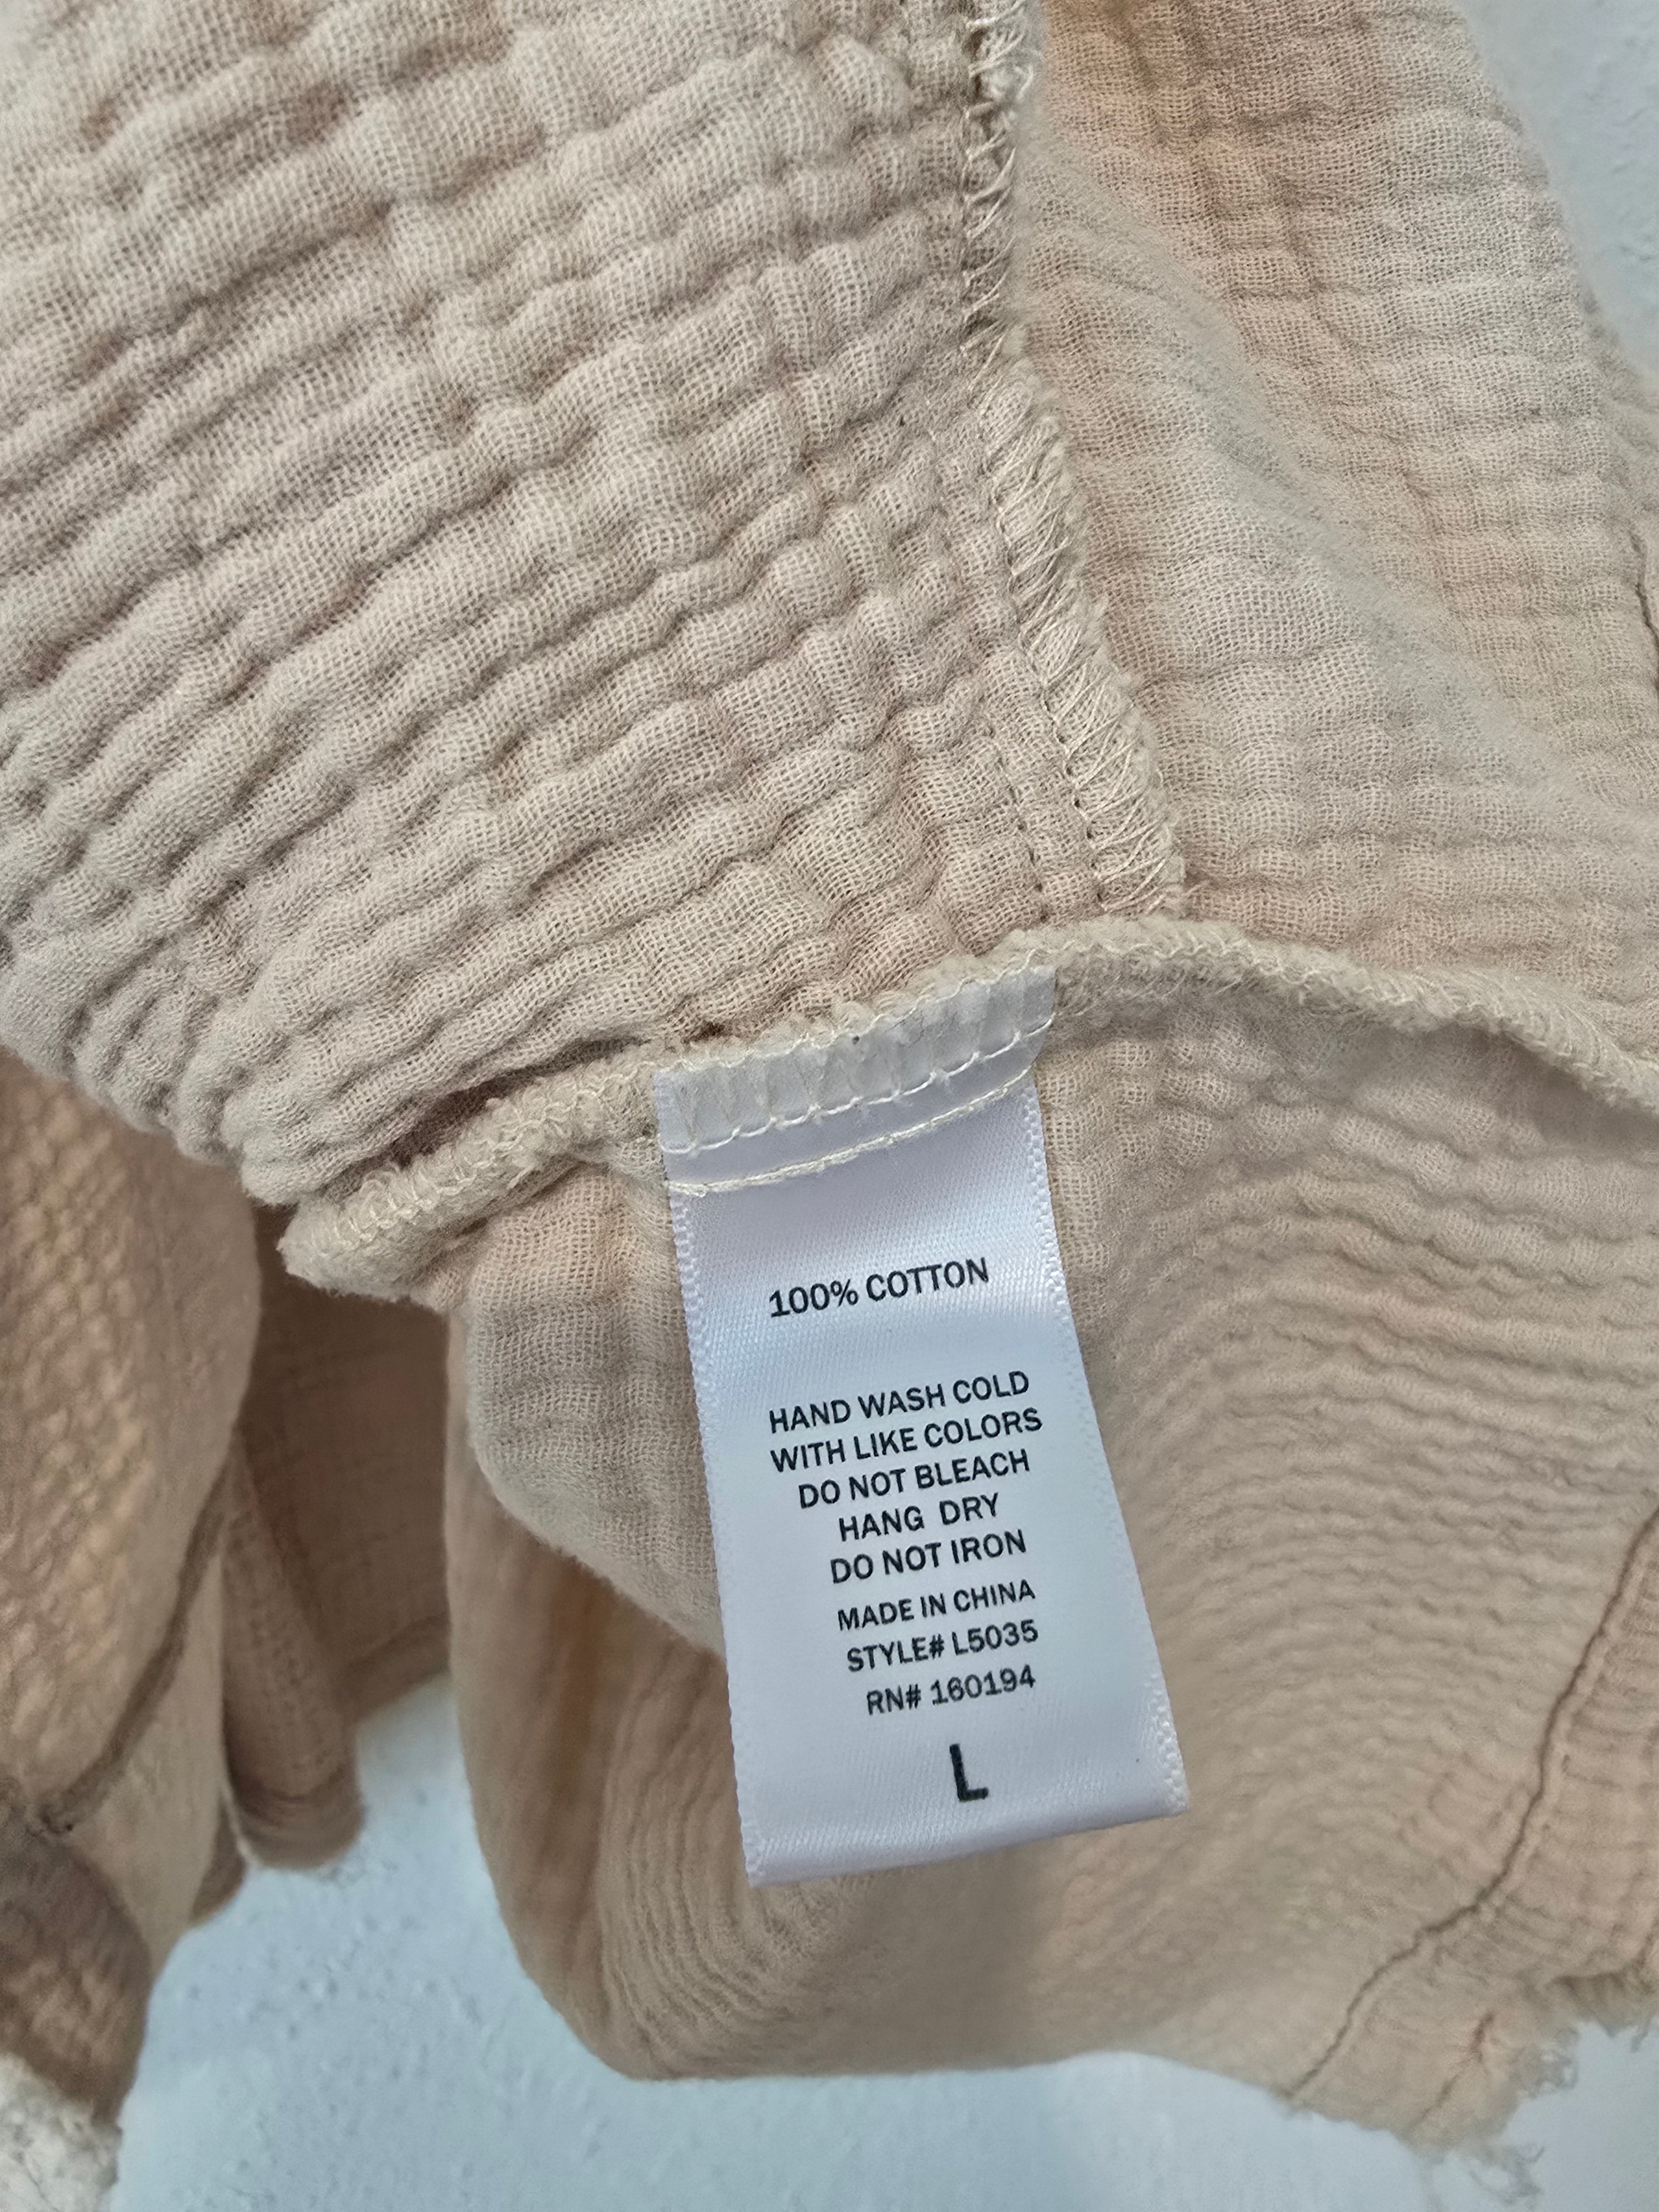 100% COTTON
HAND WASH COLD
WITH LIKE COLORS
DO NOT BLEACH
HANG DRY
DO NOT IRON
MADE IN CHINA
STYLE# L5035
RN# 160194
L